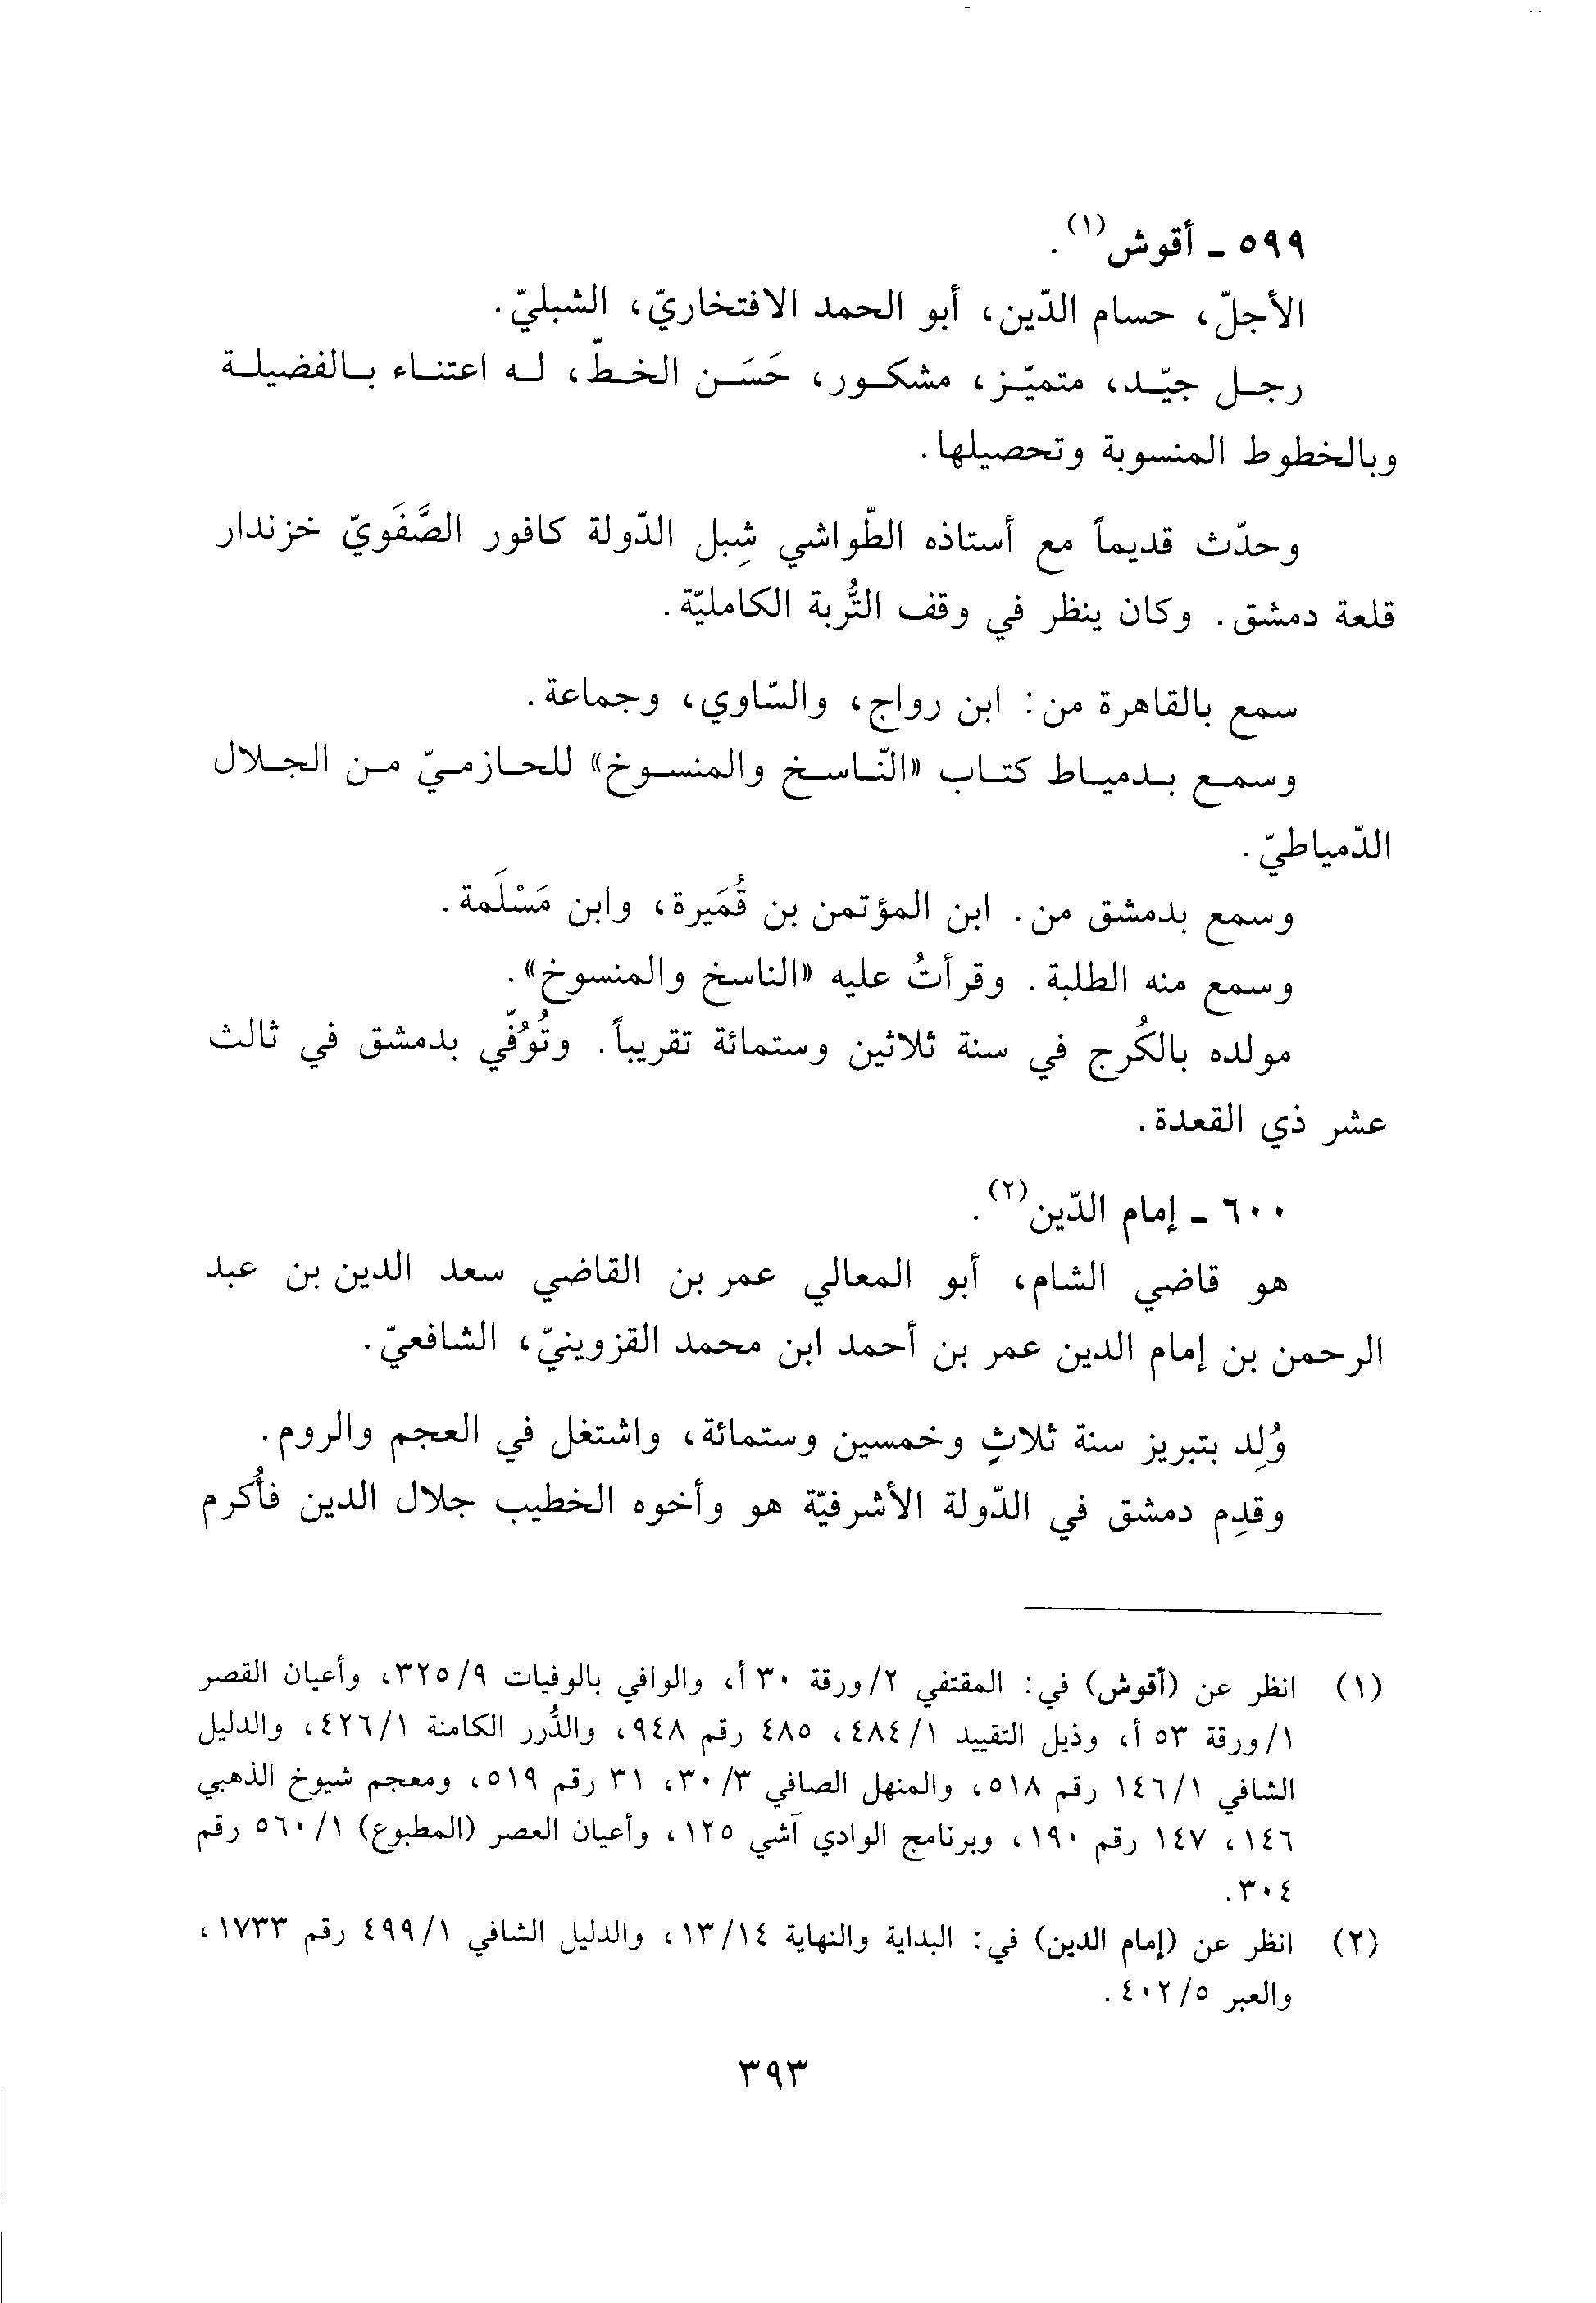 ٥٩٩ ـ أقوش(١).
الأجلّ، حسام الدّين، أبو الحمد الافتخاريّ، الشبليّ.
رجل جيّد، متميّز، مشكور، حَسَن الخطّ، له اعتناء بالفضيلة
وبالخطوط المنسوبة وتحصيلها.
وحدّث قديماً مع أستاذه الطّواشي شِبل الدّولة كافور الصَّفَويّ خزندار
قلعة دمشق. وكان ينظر في وقف التُّربة الكامليّة.
سمع بالقاهرة من: ابن رواج، والسّاوي، وجماعة.
وسمع بدمياط كتاب «النّاسخ والمنسوخ» للحازميّ من الجلال
الدّمياطيّ.
وسمع بدمشق من. ابن المؤتمن بن قُمَيرة، وابن مَسْلَمة.
وسمع منه الطلبة. وقرأتُ عليه «الناسخ والمنسوخ».
مولده بالكُرج في سنة ثلاثين وستمائة تقريباً. وتُوُفّي بدمشق في ثالث
عشر ذي القعدة.
٦٠٠ ـ إمام الدّين(٢).
هو قاضي الشام، أبو المعالي عمر بن القاضي سعد الدين بن عبد
الرحمن بن إمام الدين عمر بن أحمد ابن محمد القزوينيّ، الشافعيّ.
وُلِد بتبريز سنة ثلاثٍ وخمسين وستمائة، واشتغل في العجم والروم.
وقدِم دمشق في الدّولة الأشرفيّة هو وأخوه الخطيب جلال الدين فأُكرم
(١) انظر عن (أقوش) في: المقتفي ٢/ورقة ٣٠ أ، والوافي بالوفيات ٣٢٥/٩، وأعيان القصر
١/ورقة ٥٣ أ، وذيل التقييد ٤٨٤/١، ٤٨٥ رقم ٩٤٨، والدُّرر الكامنة ٤٢٦/١، والدليل
الشافي ١٤٦/١ رقم ٥١٨، والمنهل الصافي ٣٠/٣، ٣١ رقم ٥١٩، ومعجم شيوخ الذهبي
١٤٦، ١٤٧ رقم ١٩٠، وبرنامج الوادي آشي ١٢٥، وأعيان العصر (المطبوع) ٥٦٠/١ رقم
٣٠٤.
(٢) انظر عن (إمام الدين) في: البداية والنهاية ١٣/١٤، والدليل الشافي ٤٩٩/١ رقم ١٧٣٣،
والعبر ٤٠٢/٥.
٣٩٣